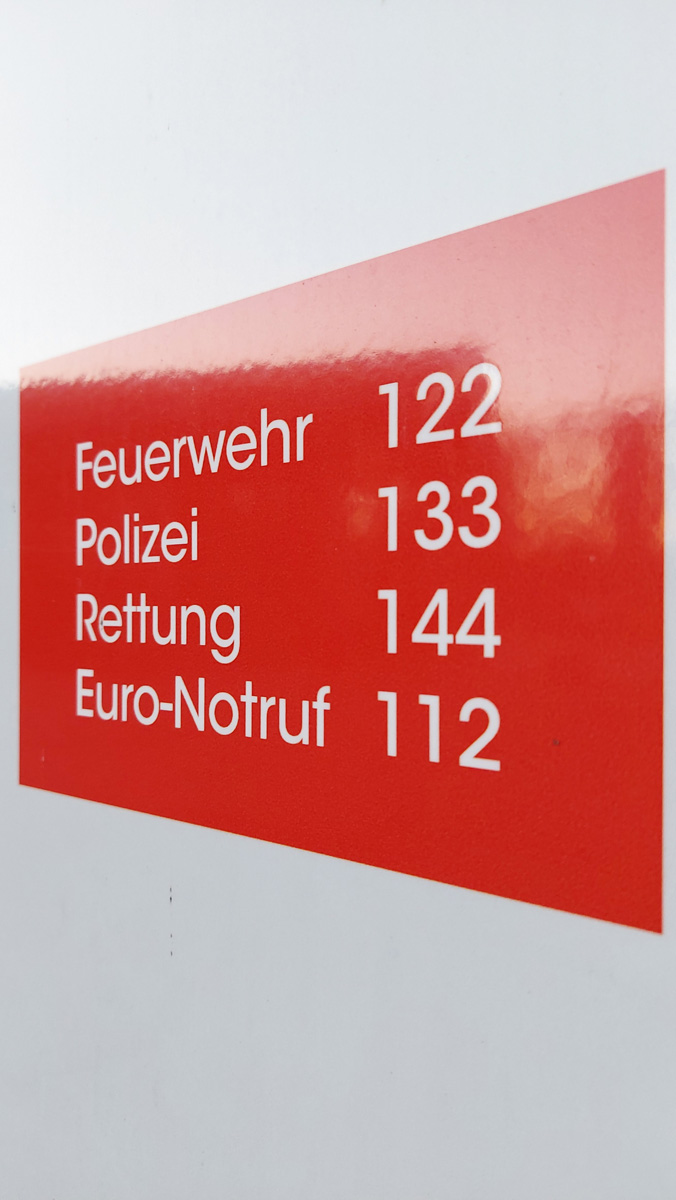 Feuerwehr 122
Polizei 133
Rettung 144
Euro-Notruf 112